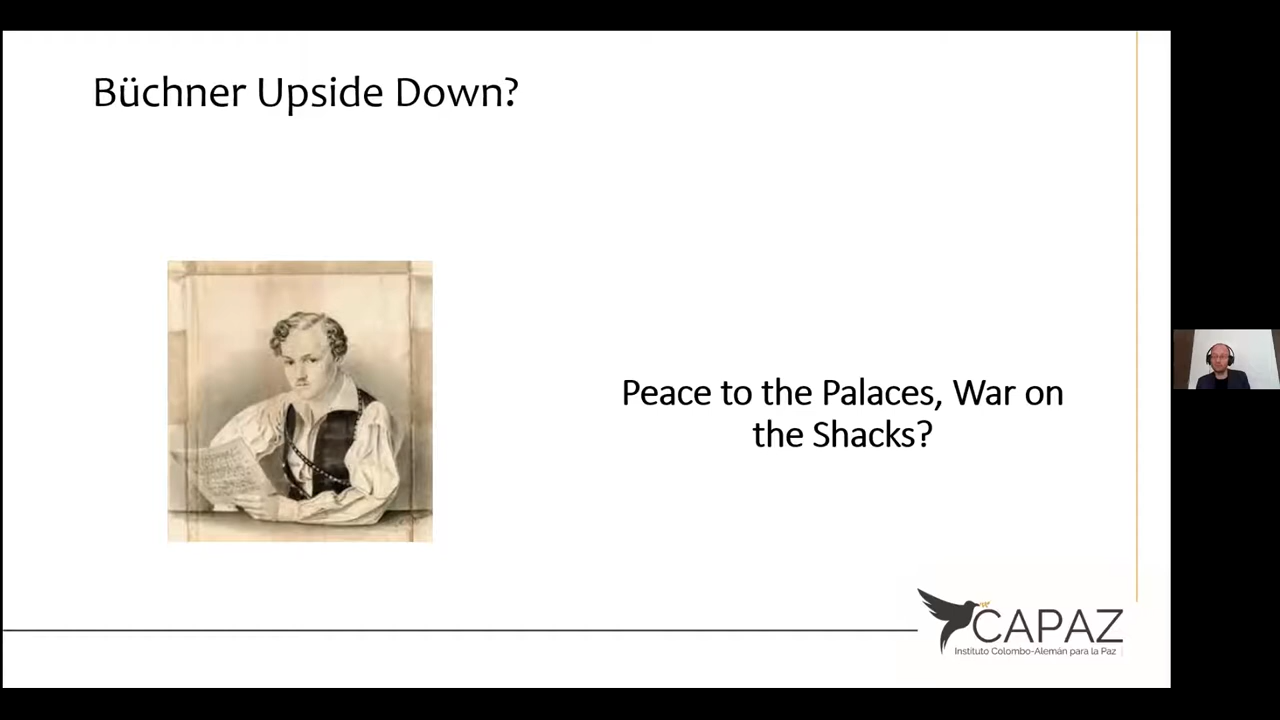 Büchner Upside Down?
Peace to the Palaces, War on
the Shacks?
CAPAZ
Instituto Colombo-Alemán para la Paz